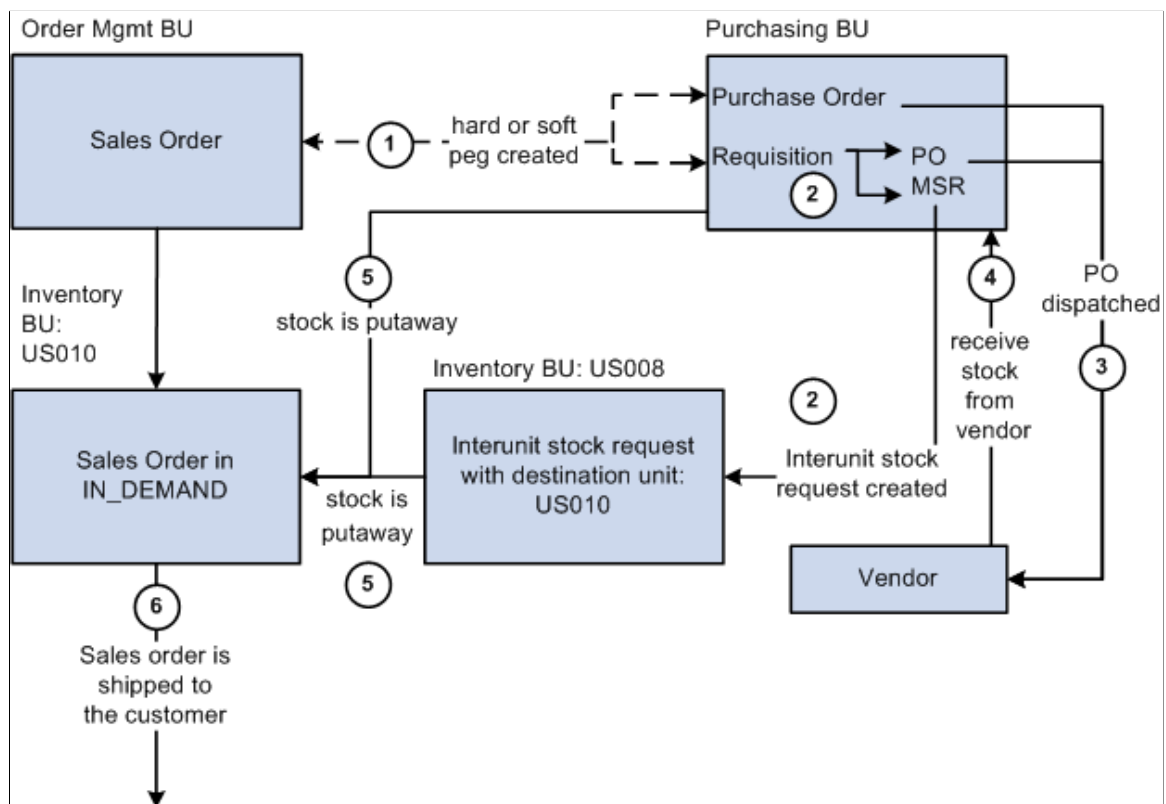 Order Mgmt BU
Purchasing BU
Sales Order
1
hard or soft
peg created
Purchase Order
Requisition
PO
MSR
2
5
stock is putaway
4
receive
stock
from
vendor
PO
dispatched
3
Inventory
BU:
US010
Inventory BU: US008
2
Sales Order in
IN_DEMAND
stock is
putaway
5
Interunit stock request
with destination unit:
US010
Interunit stock
request created
Vendor
6
Sales order is
shipped to
the customer